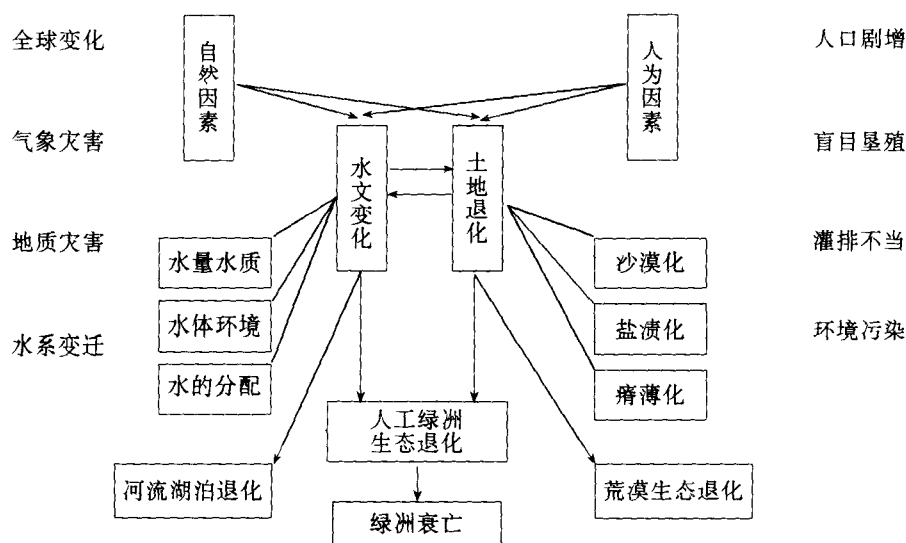 全球变化
自然因素
人为因素
人口剧增
气象灾害
水文变化
土地退化
盲目垦殖
地质灾害
水量水质
沙漠化
灌排不当
水系变迁
水体环境
盐渍化
环境污染
水的分配
瘠薄化
人工绿洲
生态退化
河流湖泊退化
荒漠生态退化
绿洲衰亡